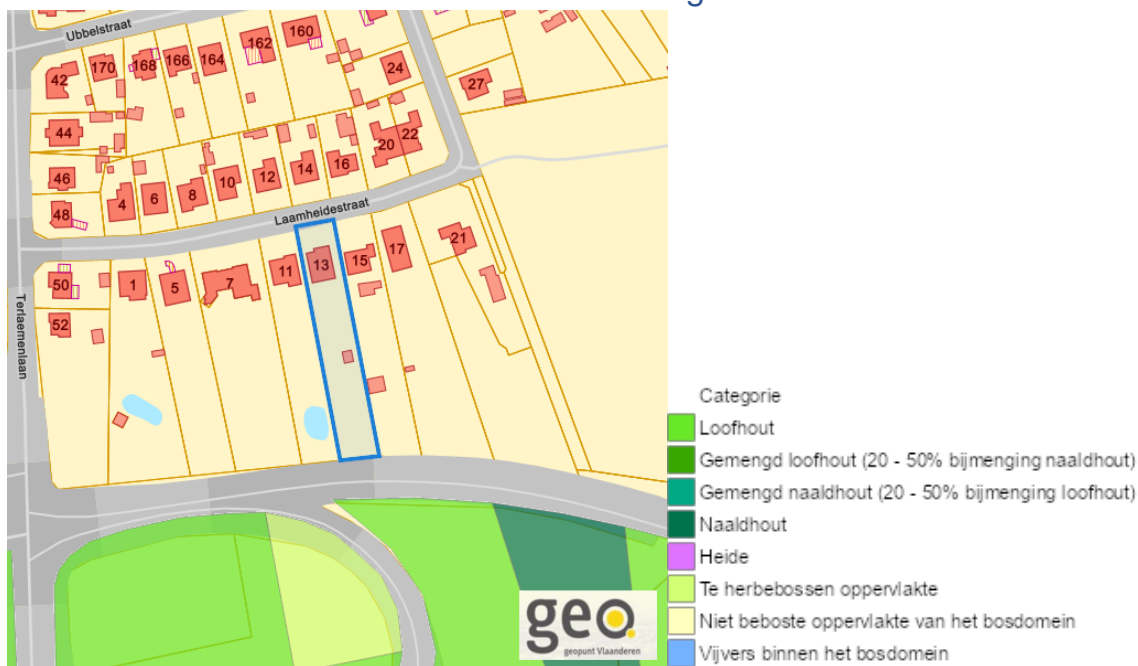 Ubbelstraat
162
160
42
170
168
166
164
24
27
44
20
22
46
16
14
12
10
8
6
4
48
Laamheidestraat
21
17
15
13
11
7
5
1
50
52
Terlaemenlaan
Categorie
Loofhout
Gemengd loofhout (20 - 50% bijmenging naaldhout)
Gemengd naaldhout (20 - 50% bijmenging loofhout)
Naaldhout
Heide
Te herbebossen oppervlakte
Niet beboste oppervlakte van het bosdomein
Vijvers binnen het bosdomein
geo.
geopunt Vlaanderen